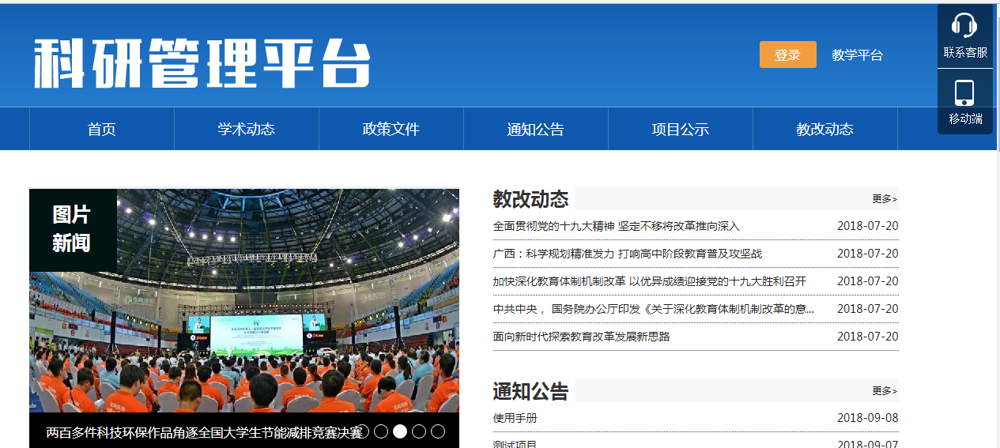 科研管理平台
登录
教学平台
联系客服
移动端
首页
学术动态
政策文件
通知公告
项目公示
教改动态
图片
新闻
两百多件科技环保作品角逐全国大学生节能减排竞赛决赛
教改动态
更多>
全面贯彻党的十九大精神 坚定不移将改革推向深入
2018-07-20
广西：科学规划精准发力 打响高中阶段教育普及攻坚战
2018-07-20
加快深化教育体制机制改革 以优异成绩迎接党的十九大胜利召开
2018-07-20
中共中央 ，国务院办公厅印发《关于深化教育体制机制改革的意...
2018-07-20
面向新时代探索教育改革发展新思路
2018-07-20
通知公告
更多>
使用手册
2018-09-08
测试项目
2018-09-07